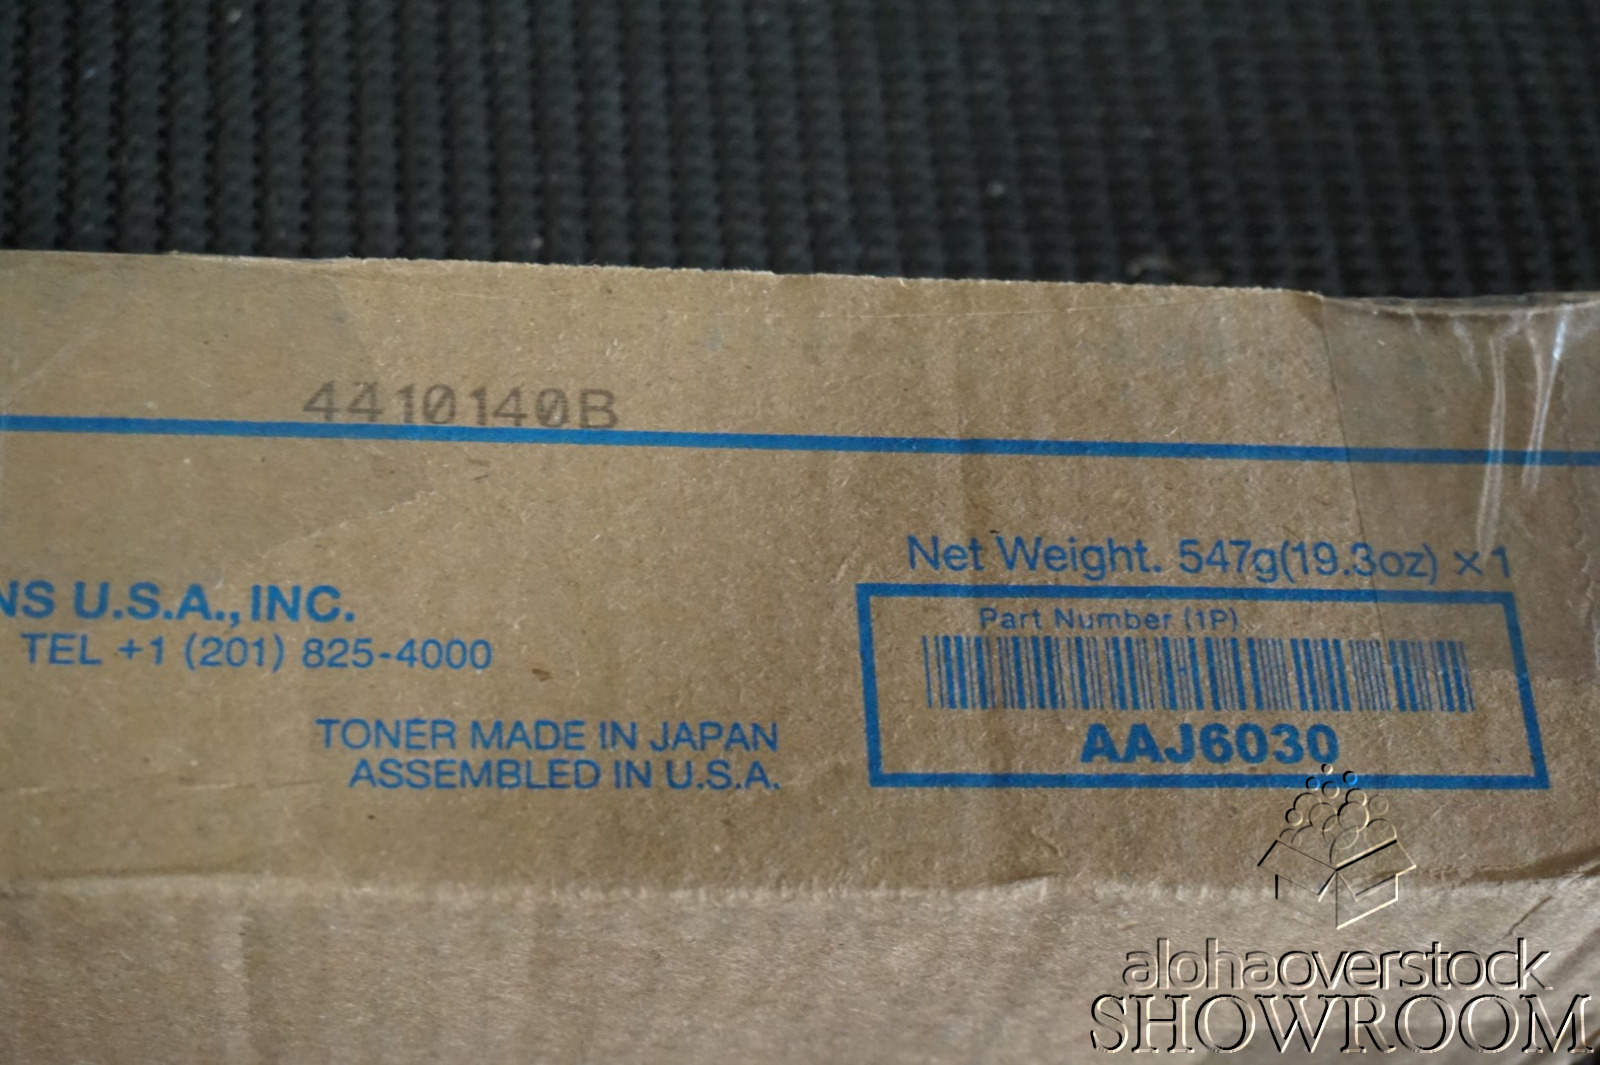 4410140B
Net Weight. 547g(19.3oz) ×1
NS U.S.A., INC.
TEL +1 (201) 825-4000
Part Number (1P)
AAJ6030
TONER MADE IN JAPAN
ASSEMBLED IN U.S.A.
alohaoverstock
SHOWROOM